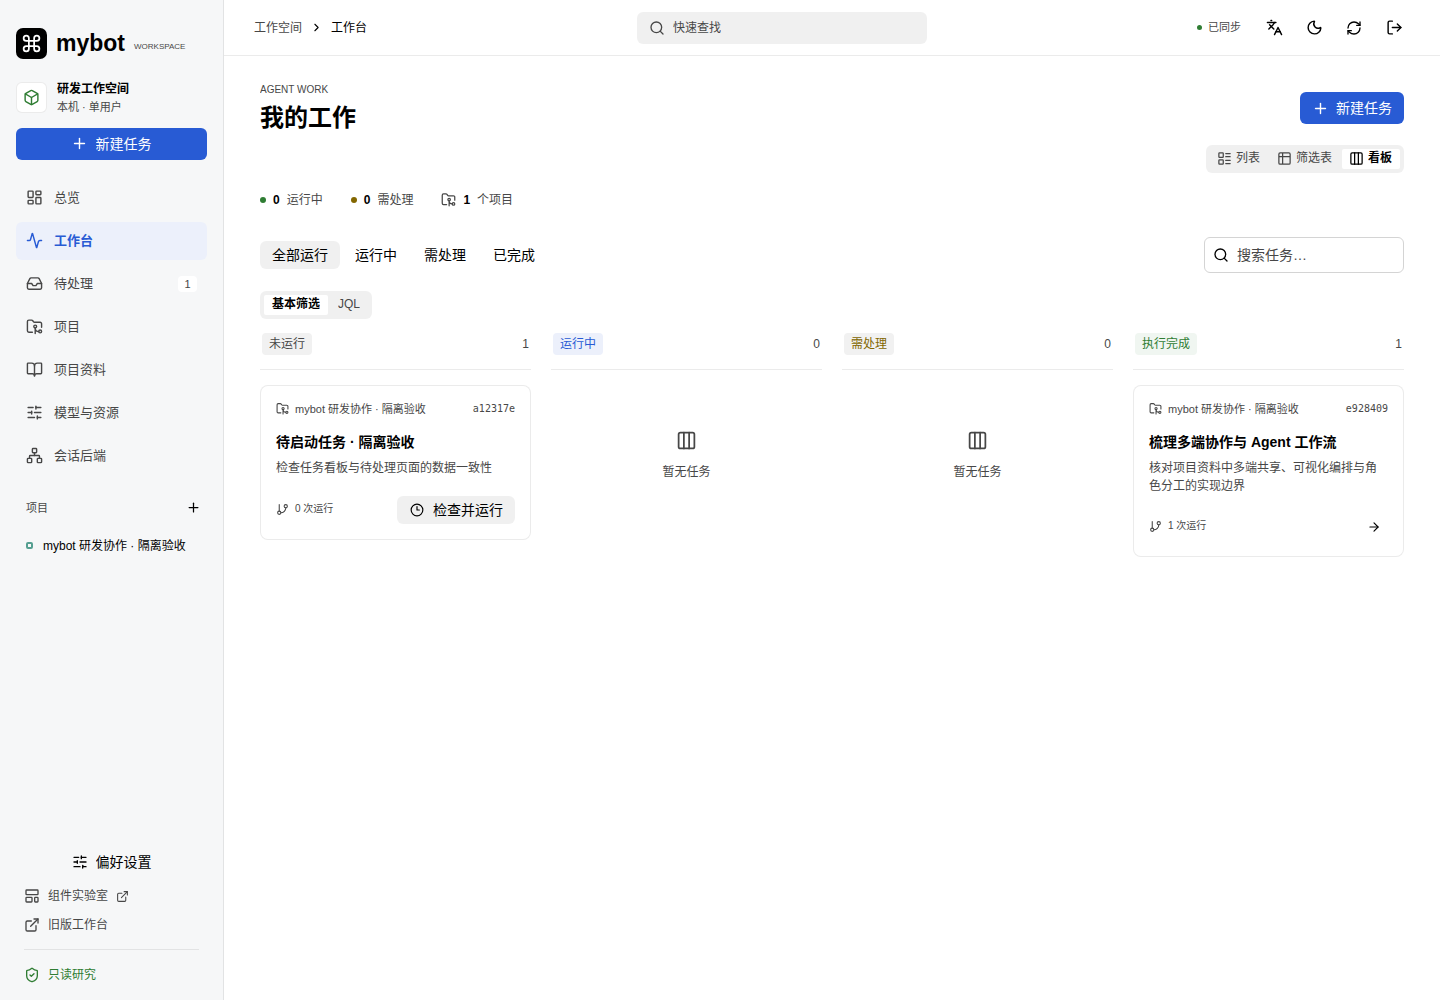 mybot WORKSPACE
研发工作空间
本机 · 单用户
新建任务
总览
工作台
待处理 1
项目
项目资料
模型与资源
会话后端
项目
mybot 研发协作 · 隔离验收
偏好设置
组件实验室
旧版工作台
只读研究
工作空间 工作台
快速查找
已同步
AGENT WORK
我的工作
新建任务
列表 筛选表 看板
0 运行中 0 需处理 1 个项目
全部运行 运行中 需处理 已完成
搜索任务…
基本筛选 JQL
未运行 1
mybot 研发协作 · 隔离验收 a12317e
待启动任务 · 隔离验收
检查任务看板与待处理页面的数据一致性
0 次运行 检查并运行
运行中 0
暂无任务
需处理 0
暂无任务
执行完成 1
mybot 研发协作 · 隔离验收 e928409
梳理多端协作与 Agent 工作流
核对项目资料中多端共享、可视化编排与角
色分工的实现边界
1 次运行